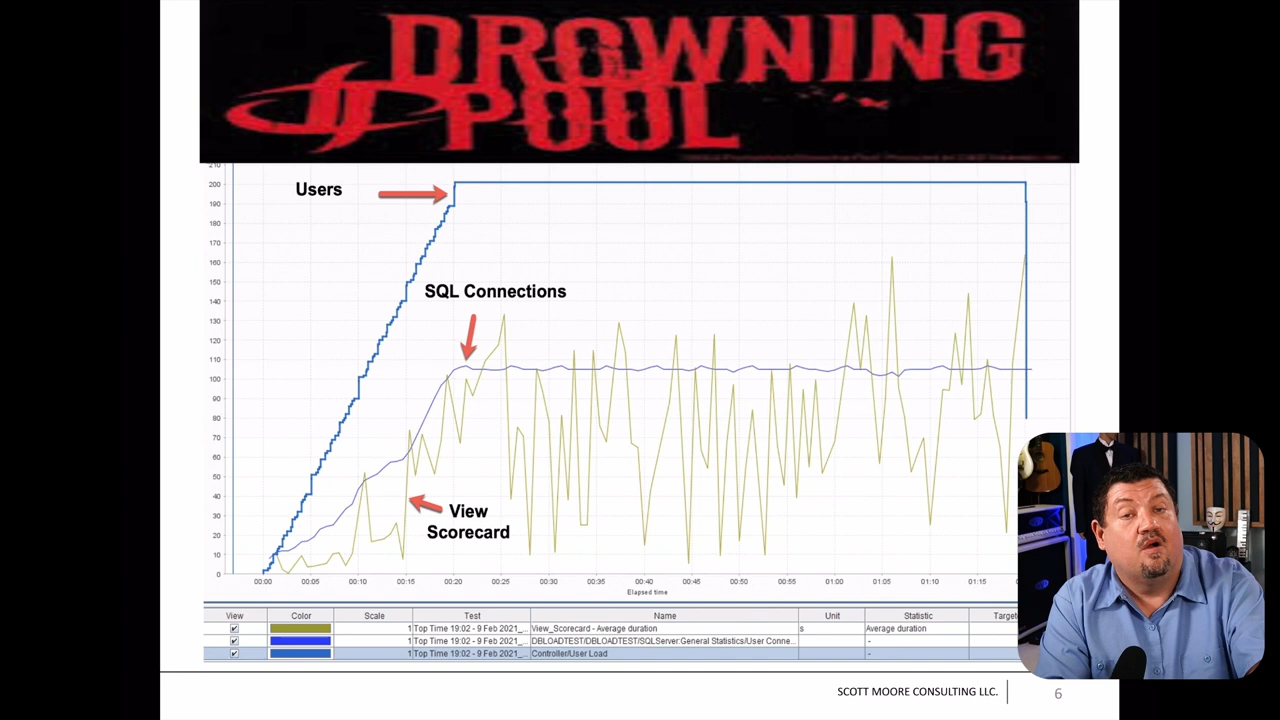 DROWNING
POOL
210
200
190
180
170
160
150
140
130
120
110
100
90
80
70
60
50
40
30
20
10
0
Users
SQL Connections
View
Scorecard
00:00 00:05 00:10 00:15 00:20 00:25 00:30 00:35 00:40 00:45 00:50 00:55 01:00 01:05 01:10 01:15
Elapsed time
View Color Scale Test Name Unit Statistic Target
1 Top Time 19:02 - 9 Feb 2021_... View_Scorecard - Average duration s Average duration
1 Top Time 19:02 - 9 Feb 2021_... DBLOADTEST/DBLOADTEST/SQLServer:General Statistics/User Conne... -
1 Top Time 19:02 - 9 Feb 2021_... Controller/User Load -
SCOTT MOORE CONSULTING LLC. 6